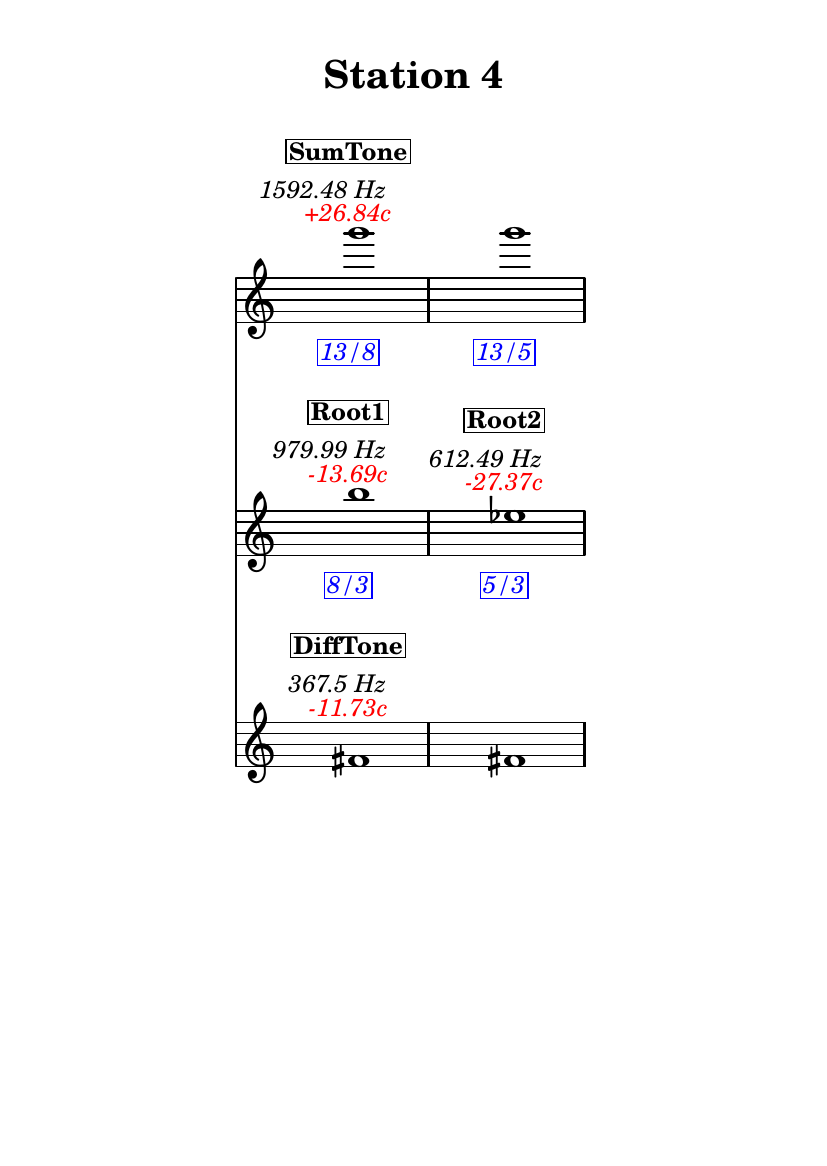 Station 4
SumTone
1592.48 Hz
+26.84c
13/8 13/5
Root1 Root2
979.99 Hz 612.49 Hz
-13.69c -27.37c
8/3 5/3
DiffTone
367.5 Hz
-11.73c